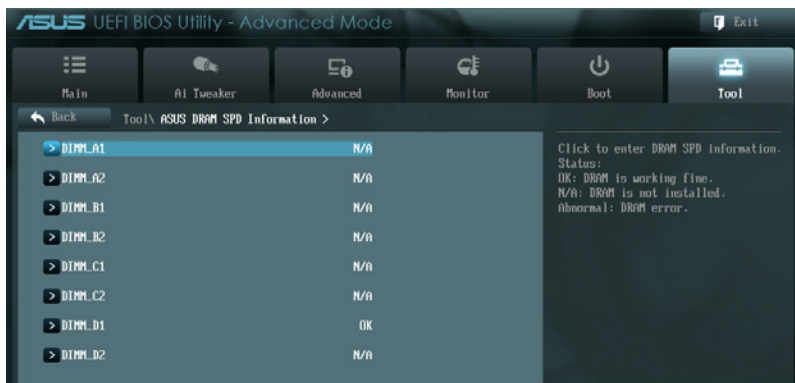 ASUS UEFI BIOS Utility - Advanced Mode
Exit
Main
Ai Tweaker
Advanced
Monitor
Boot
Tool
Back
Tool\ ASUS DRAM SPD Information >
> DIMM_A1 N/A
> DIMM_A2 N/A
> DIMM_B1 N/A
> DIMM_B2 N/A
> DIMM_C1 N/A
> DIMM_C2 N/A
> DIMM_D1 OK
> DIMM_D2 N/A
Click to enter DRAM SPD information.
Status:
OK: DRAM is working fine.
N/A: DRAM is not installed.
Abnormal: DRAM error.